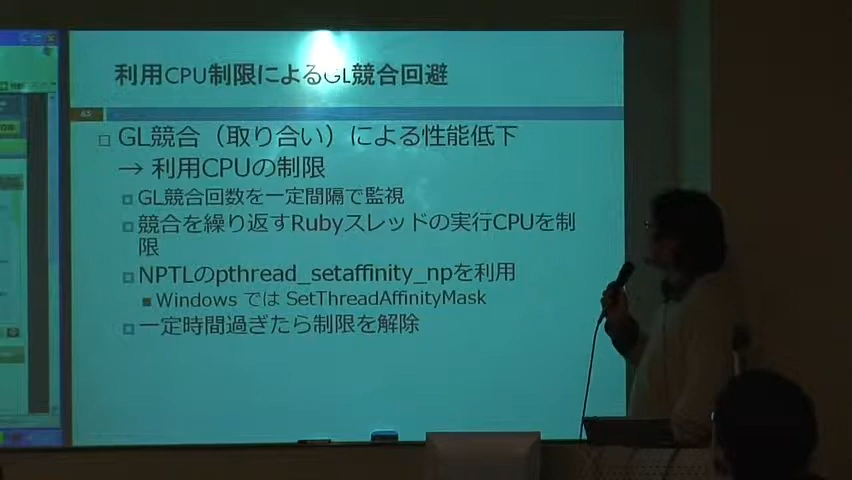 利用CPU制限によるGL競合回避
63
GL競合（取り合い）による性能低下
→ 利用CPUの制限
GL競合回数を一定間隔で監視
競合を繰り返すRubyスレッドの実行CPUを制
限
NPTLのpthread_setaffinity_npを利用
Windows では SetThreadAffinityMask
一定時間過ぎたら制限を解除